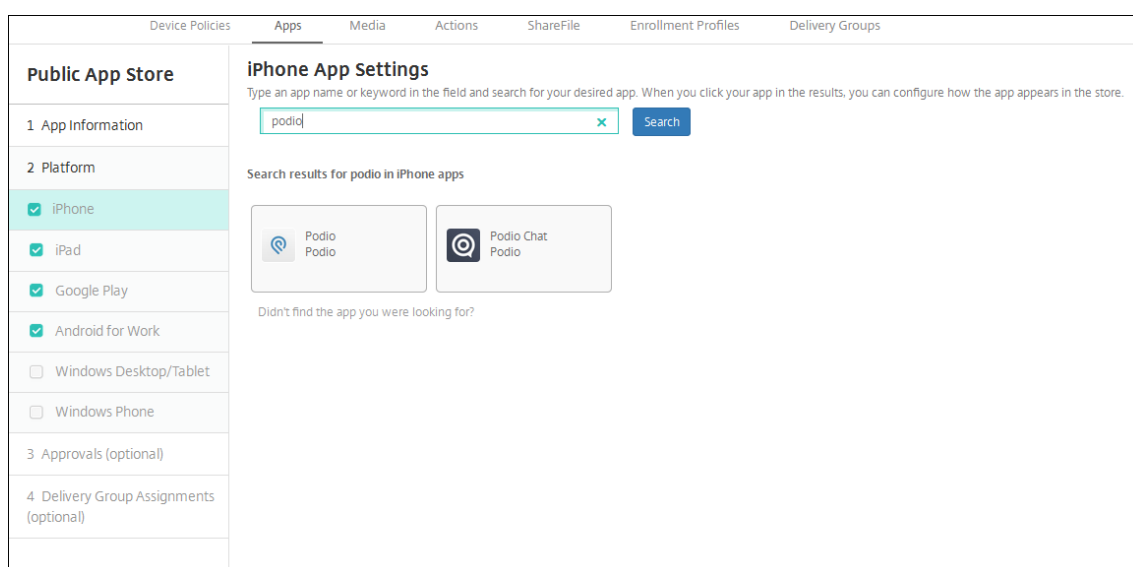 Device Policies Apps Media Actions ShareFile Enrollment Profiles Delivery Groups
Public App Store
1 App Information
2 Platform
iPhone
iPad
Google Play
Android for Work
Windows Desktop/Tablet
Windows Phone
3 Approvals (optional)
4 Delivery Group Assignments
(optional)
iPhone App Settings
Type an app name or keyword in the field and search for your desired app. When you click your app in the results, you can configure how the app appears in the store.
podio
Search
Search results for podio in iPhone apps
Podio
Podio
Podio Chat
Podio
Didn't find the app you were looking for?